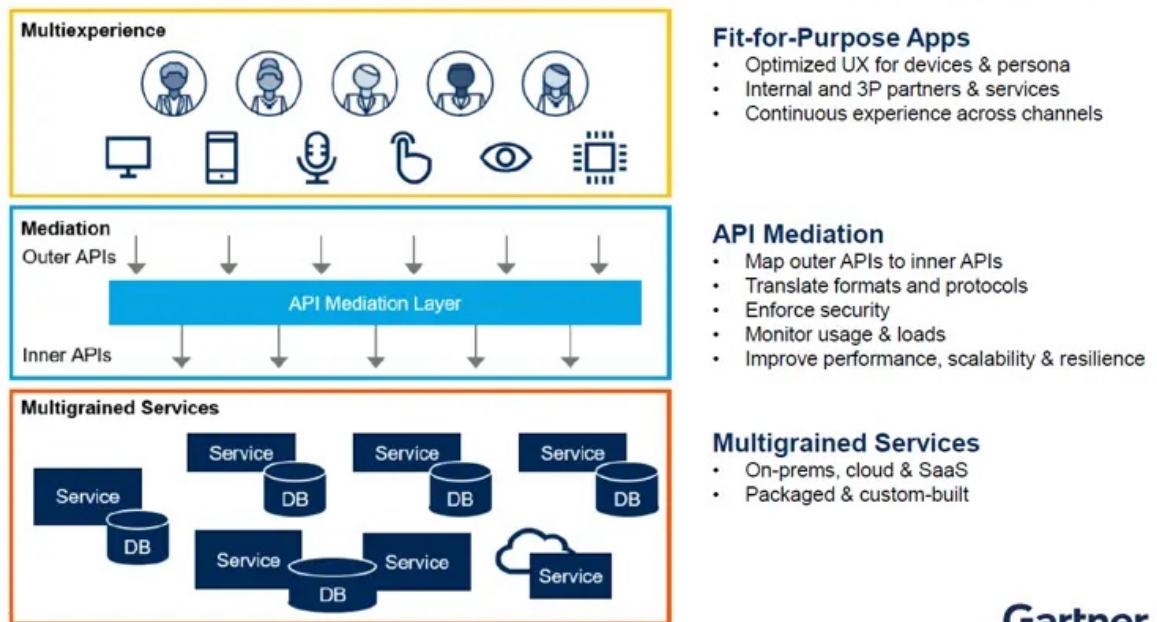 Multiexperience
Fit-for-Purpose Apps
• Optimized UX for devices & persona
• Internal and 3P partners & services
• Continuous experience across channels
Mediation
Outer APIs
API Mediation Layer
Inner APIs
API Mediation
• Map outer APIs to inner APIs
• Translate formats and protocols
• Enforce security
• Monitor usage & loads
• Improve performance, scalability & resilience
Multigrained Services
Service
DB
Service
DB
Service
DB
Service
DB
Service
DB
Service
Service
Multigrained Services
• On-prems, cloud & SaaS
• Packaged & custom-built
Gartner